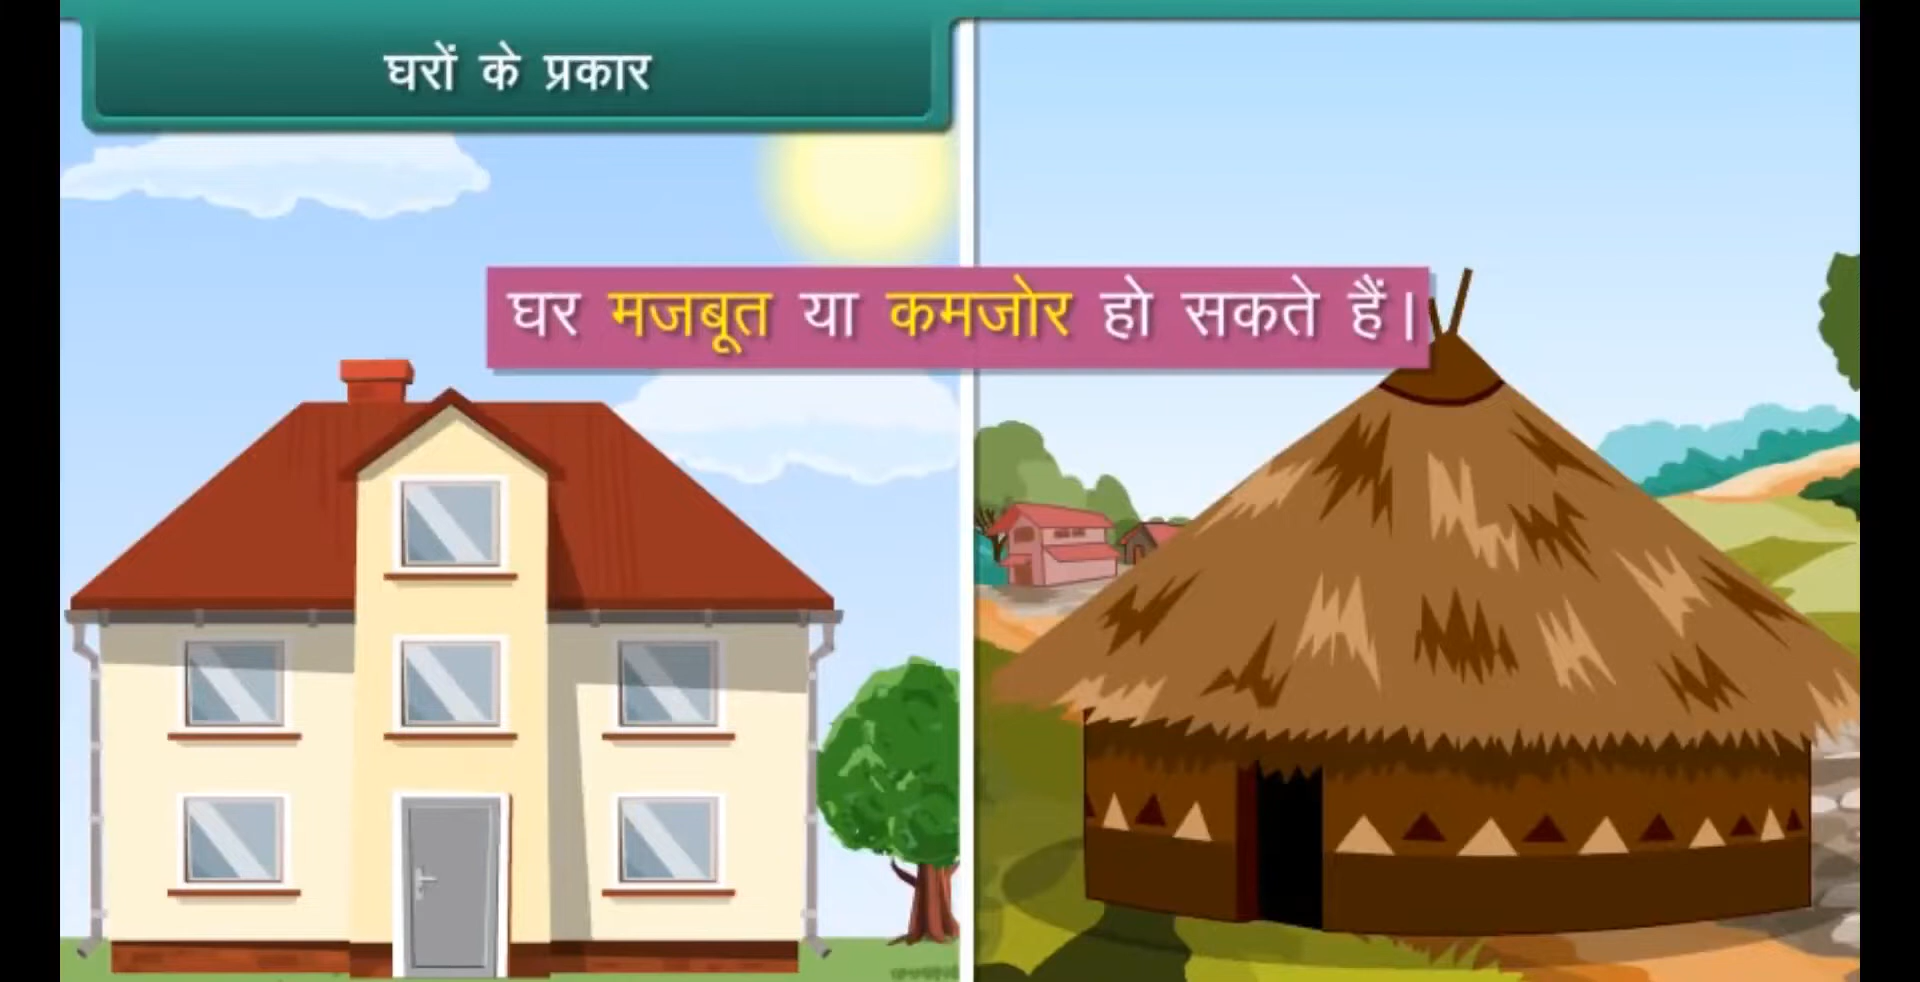 घरों के प्रकार
घर मजबूत या कमजोर हो सकते हैं।